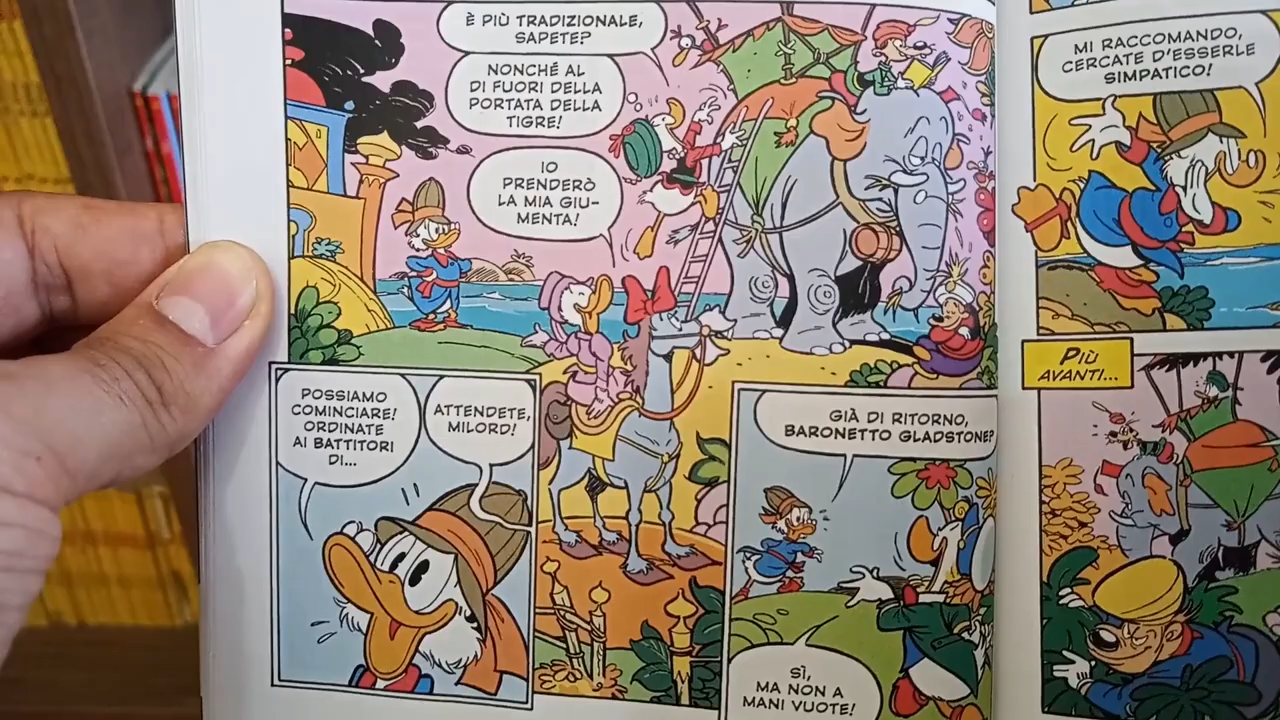 È PIÙ TRADIZIONALE,
SAPETE?
NONCHÉ AL
DI FUORI DELLA
PORTATA DELLA
TIGRE!
IO
PRENDERÒ
LA MIA GIU-
MENTA!
POSSIAMO
COMINCIARE!
ORDINATE
AI BATTITORI
DI...
ATTENDETE,
MILORD!
GIÀ DI RITORNO,
BARONETTO GLADSTONE?
SÌ,
MA NON A
MANI VUOTE!
MI RACCOMANDO,
CERCATE D'ESSERLE
SIMPATICO!
PIÙ
AVANTI...